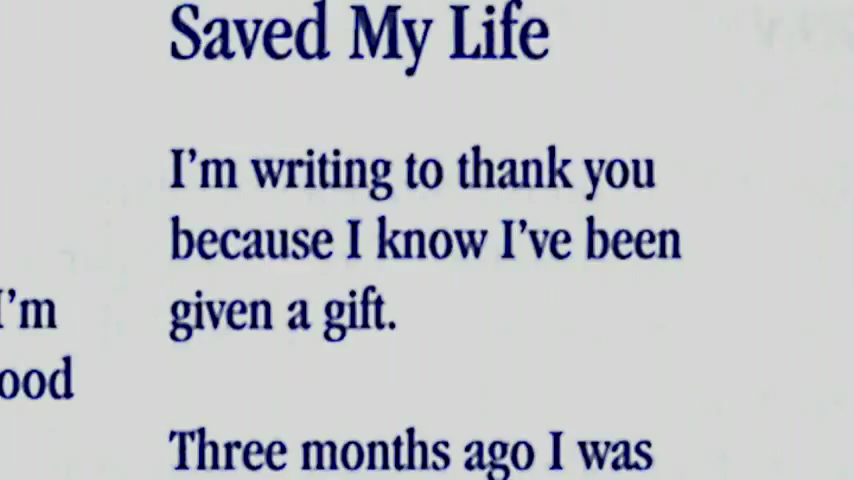 Saved My Life
I'm writing to thank you
because I know I've been
given a gift.
I'm
ood
Three months ago I was